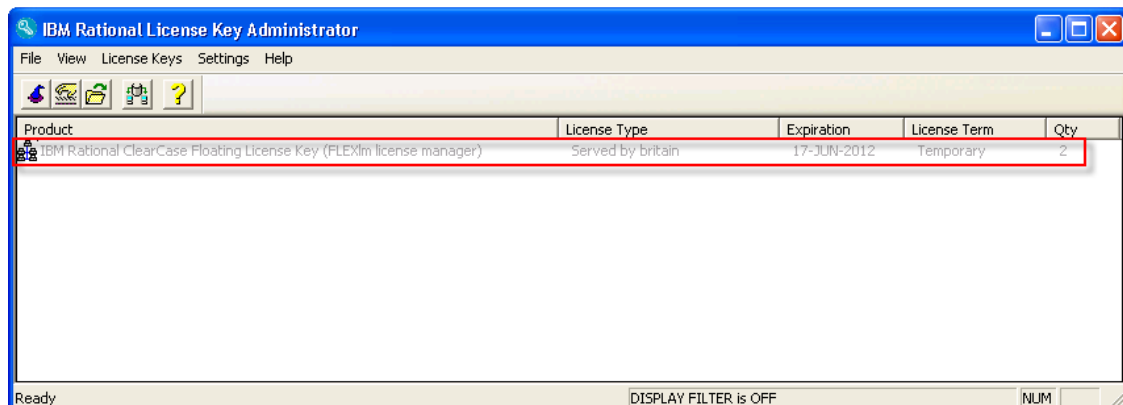 IBM Rational License Key Administrator
File View License Keys Settings Help
Product License Type Expiration License Term Qty
IBM Rational ClearCase Floating License Key (FLEXlm license manager) Served by britain 17-JUN-2012 Temporary 2
Ready DISPLAY FILTER is OFF NUM